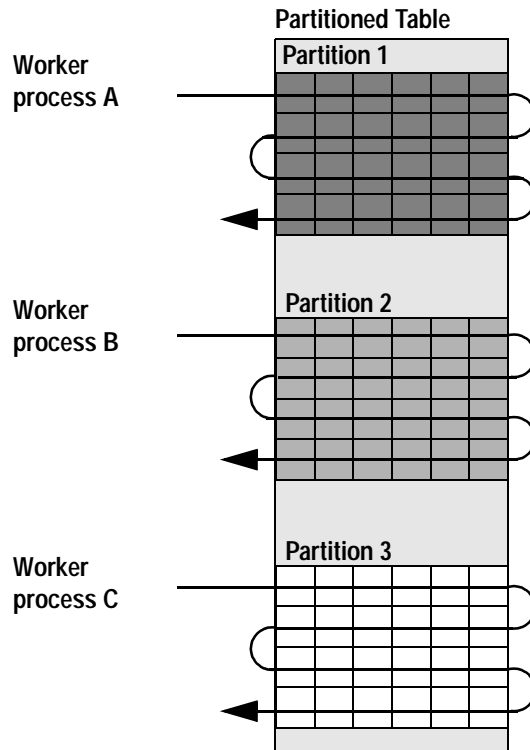 Partitioned Table
Partition 1
Worker
process A
Partition 2
Worker
process B
Partition 3
Worker
process C